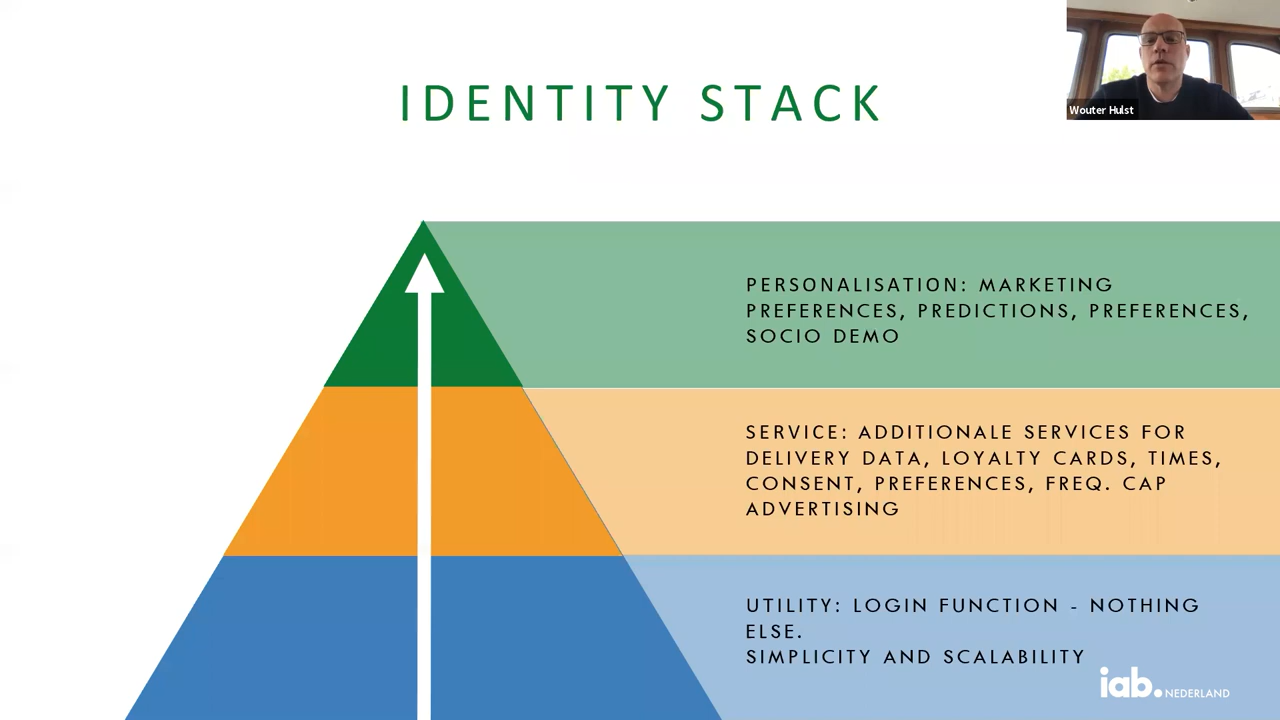 IDENTITY STACK
Wouter Hulst
PERSONALISATION: MARKETING
PREFERENCES, PREDICTIONS, PREFERENCES,
SOCIO DEMO
SERVICE: ADDITIONALE SERVICES FOR
DELIVERY DATA, LOYALTY CARDS, TIMES,
CONSENT, PREFERENCES, FREQ. CAP
ADVERTISING
UTILITY: LOGIN FUNCTION - NOTHING
ELSE.
SIMPLICITY AND SCALABILITY
iab. NEDERLAND